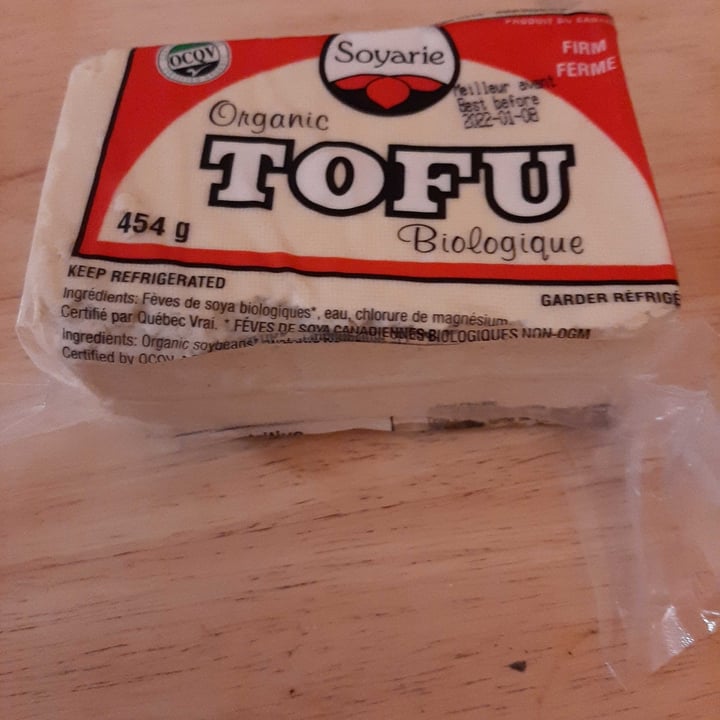 PRODUIT DU CANADA
OCQV
Soyarie
FIRM
FERME
Meilleur avant
Best before
2022-01-08
Organic
TOFU
454 g
Biologique
KEEP REFRIGERATED
GARDER RÉFRIGÉ
Ingrédients: Fèves de soya biologiques*, eau, chlorure de magnésium.
Certifié par Québec Vrai. * FÈVES DE SOYA CANADIENNES BIOLOGIQUES NON-OGM
Ingredients: Organic soybeans*
Certified by OCQV